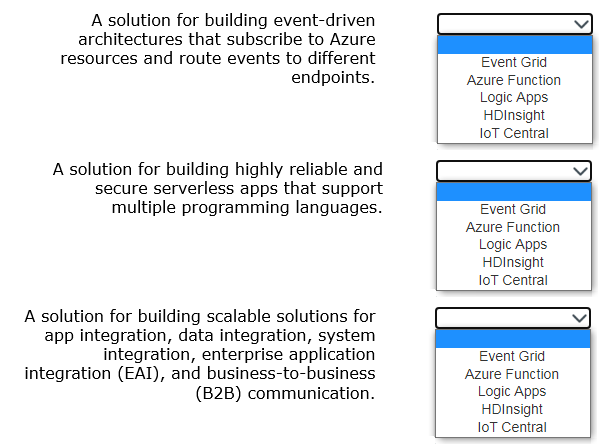 A solution for building event-driven
architectures that subscribe to Azure
resources and route events to different
endpoints.
Event Grid
Azure Function
Logic Apps
HDInsight
IoT Central
A solution for building highly reliable and
secure serverless apps that support
multiple programming languages.
Event Grid
Azure Function
Logic Apps
HDInsight
IoT Central
A solution for building scalable solutions for
app integration, data integration, system
integration, enterprise application
integration (EAI), and business-to-business
(B2B) communication.
Event Grid
Azure Function
Logic Apps
HDInsight
IoT Central